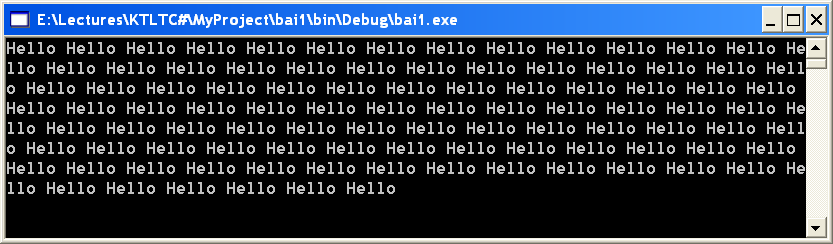 E:\Lectures\KTLTC#\MyProject\bai1\bin\Debug\bai1.exe
Hello Hello Hello Hello Hello Hello Hello Hello Hello Hello Hello Hello Hello He
llo Hello Hello Hello Hello Hello Hello Hello Hello Hello Hello Hello Hello Hell
o Hello Hello Hello Hello Hello Hello Hello Hello Hello Hello Hello Hello Hello
Hello Hello Hello Hello Hello Hello Hello Hello Hello Hello Hello Hello Hello He
llo Hello Hello Hello Hello Hello Hello Hello Hello Hello Hello Hello Hello Hell
o Hello Hello Hello Hello Hello Hello Hello Hello Hello Hello Hello Hello Hello
Hello Hello Hello Hello Hello Hello Hello Hello Hello Hello Hello Hello Hello He
llo Hello Hello Hello Hello Hello Hello